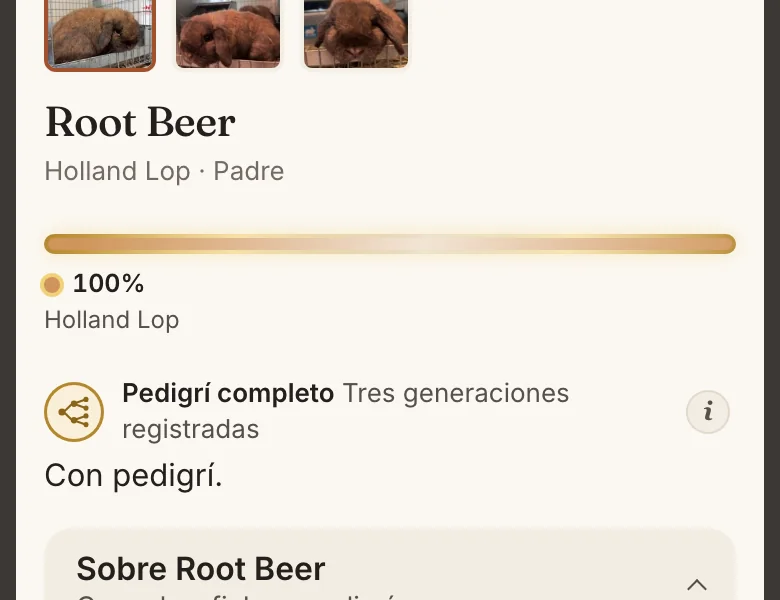 Root Beer
Holland Lop · Padre
100%
Holland Lop
Pedigrí completo Tres generaciones
registradas
i
Con pedigrí.
Sobre Root Beer